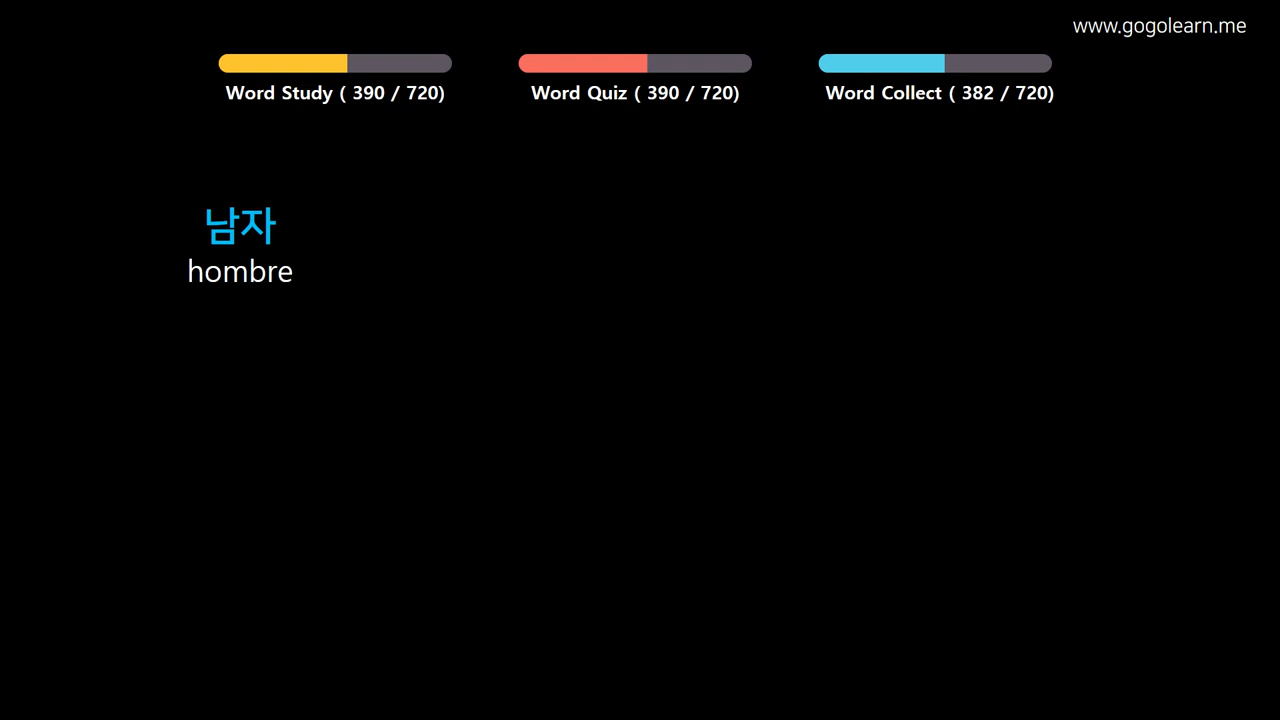 www.gogolearn.me
Word Study ( 390 / 720)
Word Quiz ( 390 / 720)
Word Collect ( 382 / 720)
남자
hombre